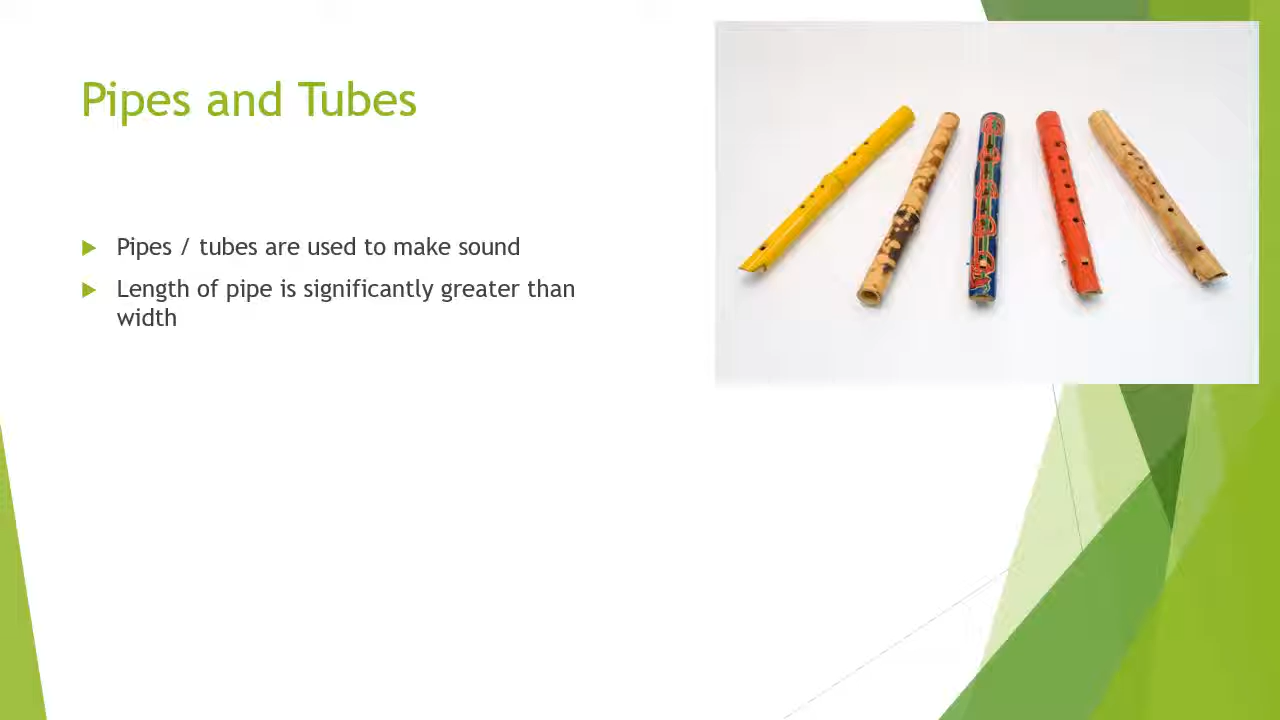 Pipes and Tubes
Pipes / tubes are used to make sound
Length of pipe is significantly greater than
width